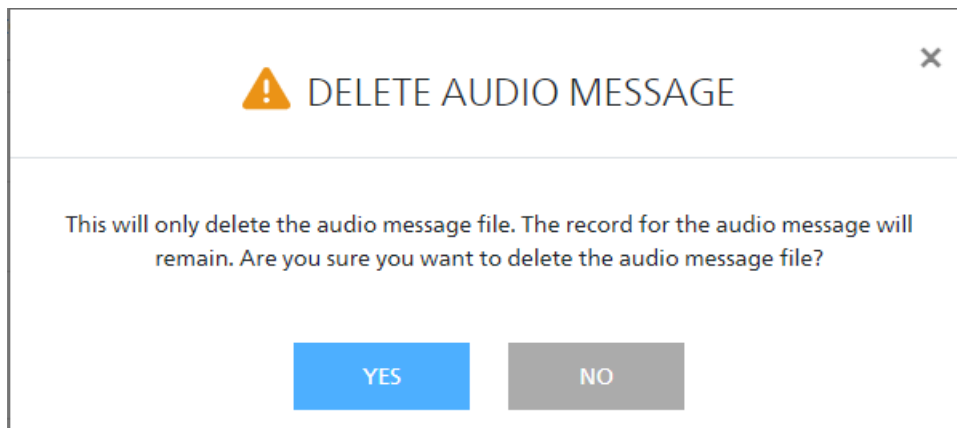 DELETE AUDIO MESSAGE
This will only delete the audio message file. The record for the audio message will
remain. Are you sure you want to delete the audio message file?
YES
NO